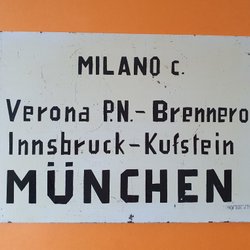 MILANO C.
Verona P.N.-Brennero
Innsbruck-Kufstein
MÜNCHEN